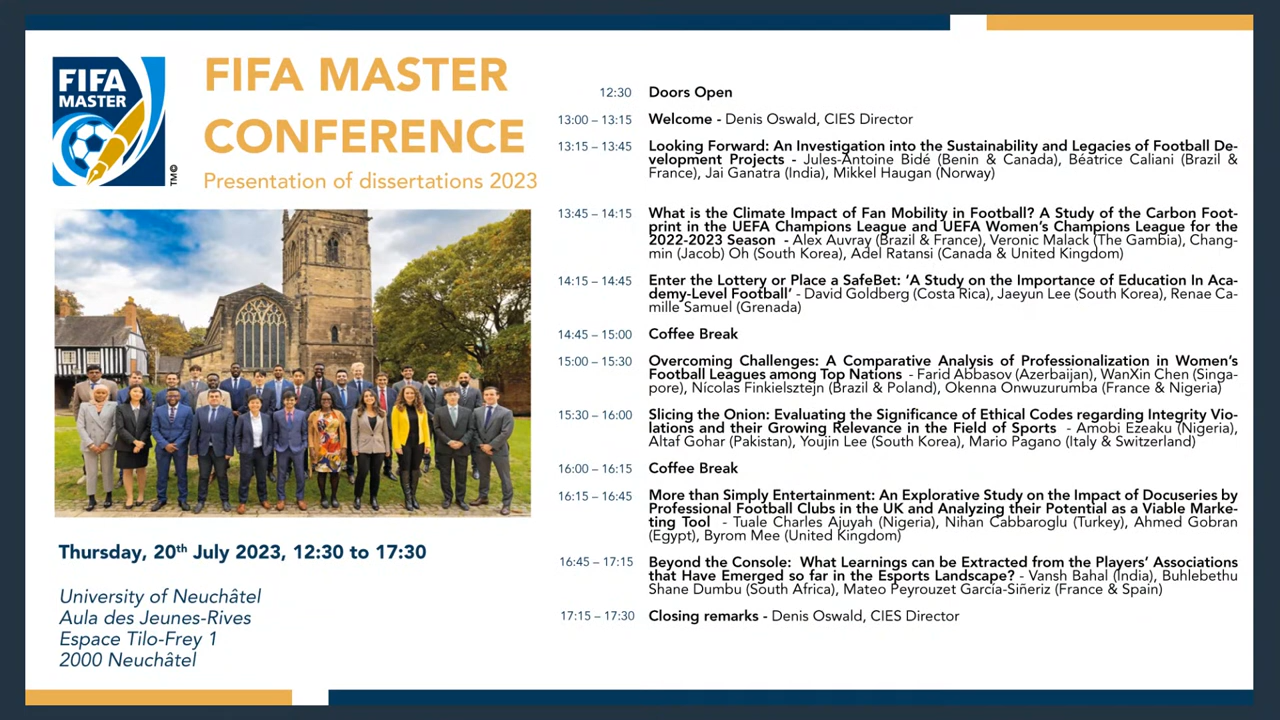 FIFA
MASTER
TM©
FIFA MASTER
CONFERENCE
Presentation of dissertations 2023
Thursday, 20th July 2023, 12:30 to 17:30
University of Neuchâtel
Aula des Jeunes-Rives
Espace Tilo-Frey 1
2000 Neuchâtel
12:30 Doors Open
13:00 – 13:15 Welcome - Denis Oswald, CIES Director
13:15 – 13:45 Looking Forward: An Investigation into the Sustainability and Legacies of Football De-
velopment Projects - Jules-Antoine Bidé (Benin & Canada), Béatrice Caliani (Brazil &
France), Jai Ganatra (India), Mikkel Haugan (Norway)
13:45 – 14:15 What is the Climate Impact of Fan Mobility in Football? A Study of the Carbon Foot-
print in the UEFA Champions League and UEFA Women's Champions League for the
2022-2023 Season - Alex Auvray (Brazil & France), Veronic Malack (The Gambia), Chang-
min (Jacob) Oh (South Korea), Adel Ratansi (Canada & United Kingdom)
14:15 – 14:45 Enter the Lottery or Place a SafeBet: 'A Study on the Importance of Education In Aca-
demy-Level Football' - David Goldberg (Costa Rica), Jaeyun Lee (South Korea), Renae Ca-
mille Samuel (Grenada)
14:45 – 15:00 Coffee Break
15:00 – 15:30 Overcoming Challenges: A Comparative Analysis of Professionalization in Women's
Football Leagues among Top Nations - Farid Abbasov (Azerbaijan), WanXin Chen (Singa-
pore), Nícolas Finkielsztejn (Brazil & Poland), Okenna Onwuzurumba (France & Nigeria)
15:30 – 16:00 Slicing the Onion: Evaluating the Significance of Ethical Codes regarding Integrity Vio-
lations and their Growing Relevance in the Field of Sports - Amobi Ezeaku (Nigeria),
Altaf Gohar (Pakistan), Youjin Lee (South Korea), Mario Pagano (Italy & Switzerland)
16:00 – 16:15 Coffee Break
16:15 – 16:45 More than Simply Entertainment: An Explorative Study on the Impact of Docuseries by
Professional Football Clubs in the UK and Analyzing their Potential as a Viable Marke-
ting Tool - Tuale Charles Ajuyah (Nigeria), Nihan Cabbaroglu (Turkey), Ahmed Gobran
(Egypt), Byrom Mee (United Kingdom)
16:45 – 17:15 Beyond the Console: What Learnings can be Extracted from the Players' Associations
that Have Emerged so far in the Esports Landscape? - Vansh Bahal (India), Buhlebethu
Shane Dumbu (South Africa), Mateo Peyrouzet García-Siñeriz (France & Spain)
17:15 – 17:30 Closing remarks - Denis Oswald, CIES Director